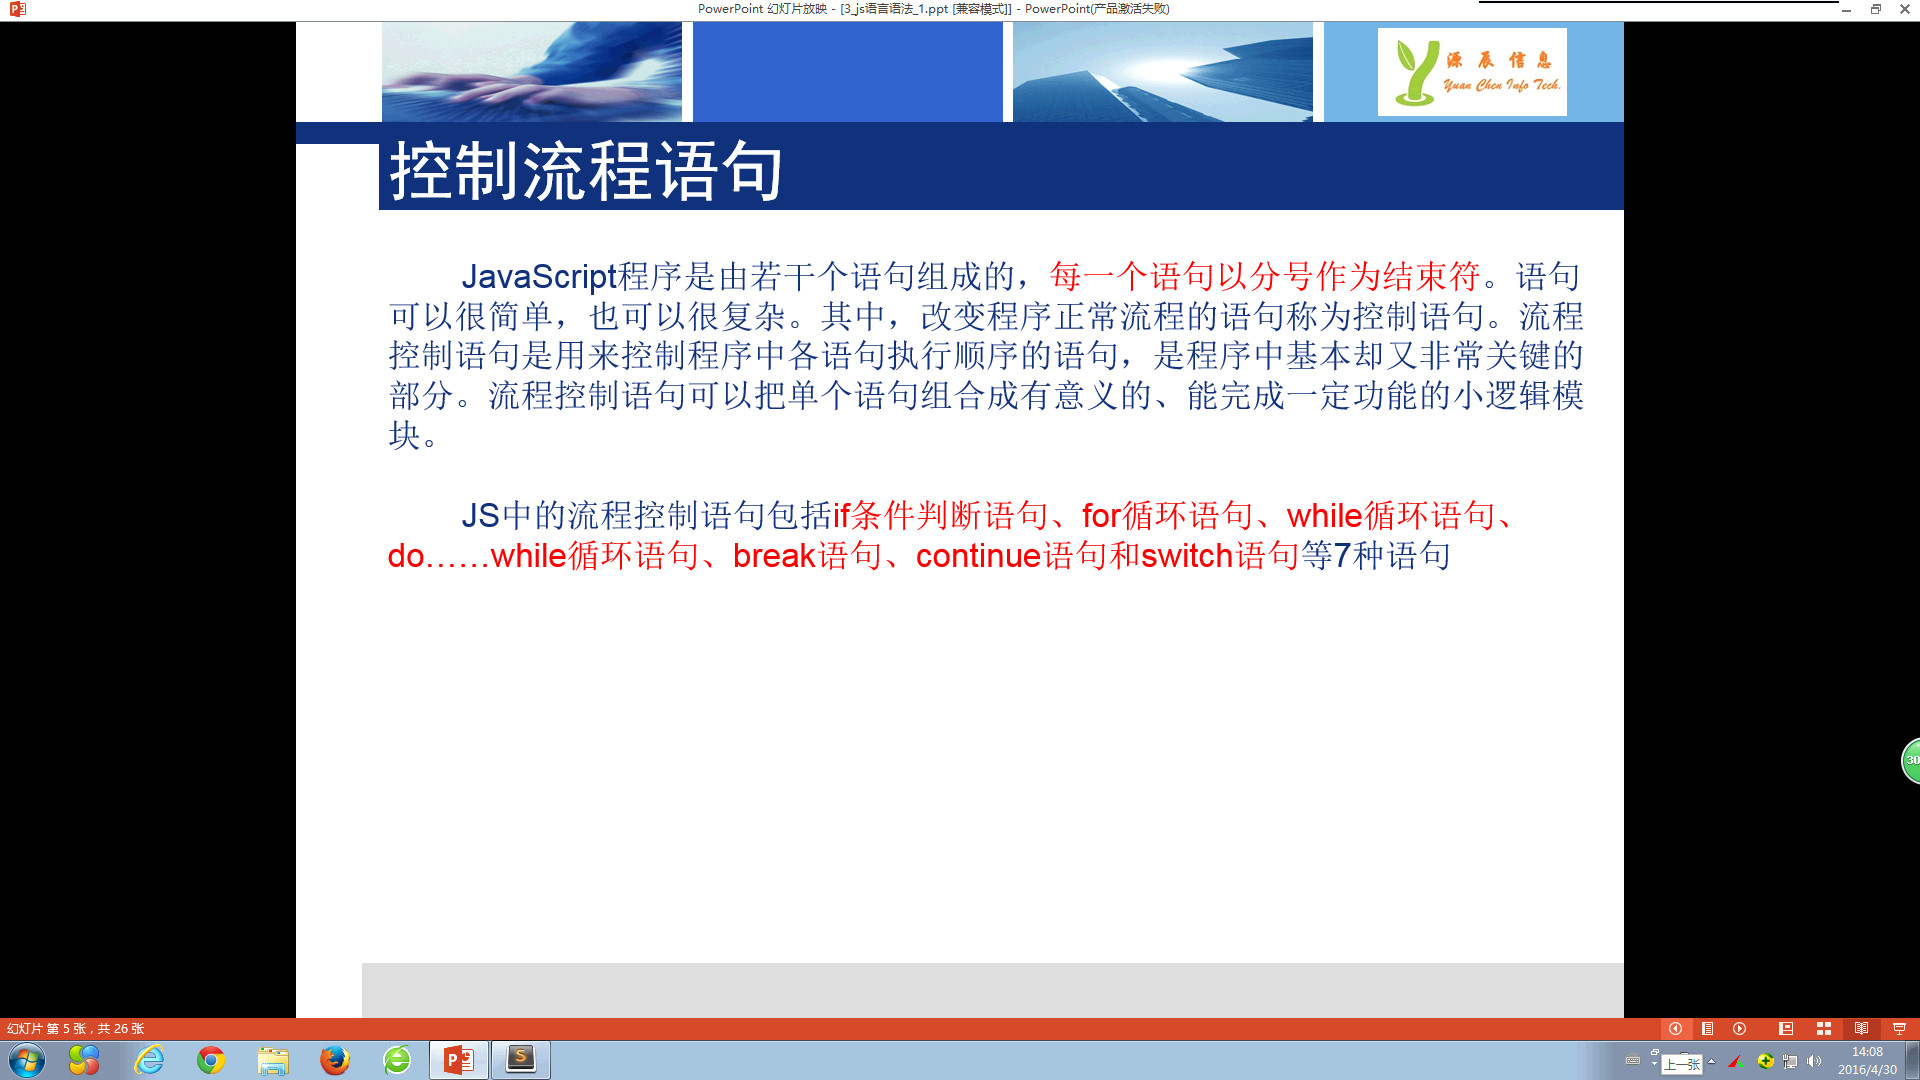 PowerPoint 幻灯片放映 - [3_js语言语法_1.ppt [兼容模式]] - PowerPoint(产品激活失败)
源辰信息
Yuan Chen Info Tech.
控制流程语句
JavaScript程序是由若干个语句组成的，每一个语句以分号作为结束符。语句
可以很简单，也可以很复杂。其中，改变程序正常流程的语句称为控制语句。流程
控制语句是用来控制程序中各语句执行顺序的语句，是程序中基本却又非常关键的
部分。流程控制语句可以把单个语句组合成有意义的、能完成一定功能的小逻辑模
块。
JS中的流程控制语句包括if条件判断语句、for循环语句、while循环语句、
do……while循环语句、break语句、continue语句和switch语句等7种语句
30
幻灯片 第 5 张，共 26 张
上一张
14:08
2016/4/30